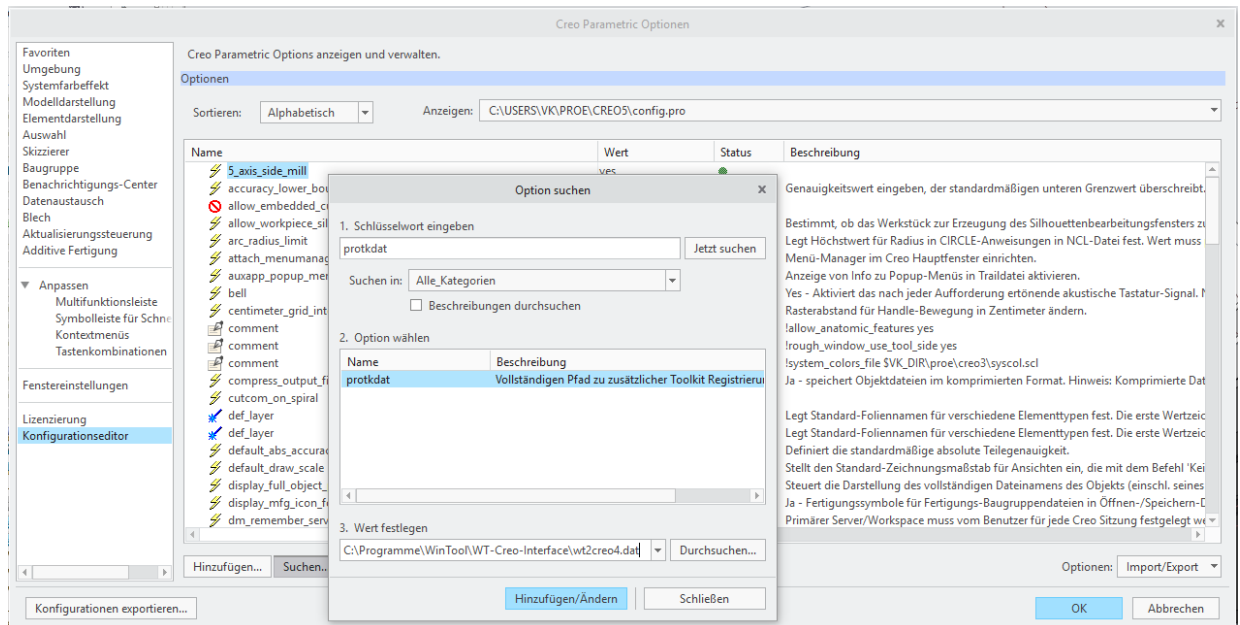 Creo Parametric Optionen
Favoriten
Umgebung
Systemfarbeffekt
Modelldarstellung
Elementdarstellung
Auswahl
Skizzierer
Baugruppe
Benachrichtigungs-Center
Datenaustausch
Blech
Aktualisierungssteuerung
Additive Fertigung
Anpassen
Multifunktionsleiste
Symbolleiste für Schne
Kontextmenüs
Tastenkombinationen
Fenstereinstellungen
Lizenzierung
Konfigurationseditor
Creo Parametric Options anzeigen und verwalten.
Optionen
Sortieren: Alphabetisch Anzeigen: C:\USERS\VK\PROE\CREO5\config.pro
Name Wert Status Beschreibung
5_axis_side_mill yes
accuracy_lower_bou Genauigkeitswert eingeben, der standardmäßigen unteren Grenzwert überschreibt.
allow_embedded_cu
allow_workpiece_sil Bestimmt, ob das Werkstück zur Erzeugung des Silhouettenbearbeitungsfensters zu
arc_radius_limit Legt Höchstwert für Radius in CIRCLE-Anweisungen in NCL-Datei fest. Wert muss
attach_menumanag Menü-Manager im Creo Hauptfenster einrichten.
auxapp_popup_mer Anzeige von Info zu Popup-Menüs in Traildatei aktivieren.
bell Yes - Aktiviert das nach jeder Aufforderung ertönende akustische Tastatur-Signal.
centimeter_grid_int Rasterabstand für Handle-Bewegung in Zentimeter ändern.
comment !allow_anatomic_features yes
comment !rough_window_use_tool_side yes
comment !system_colors_file $VK_DIR\proe\creo3\syscol.scl
compress_output_fi Ja - speichert Objektdateien im komprimierten Format. Hinweis: Komprimierte Dat
cutcom_on_spiral
def_layer Legt Standard-Foliennamen für verschiedene Elementtypen fest. Die erste Wertzeic
def_layer Legt Standard-Foliennamen für verschiedene Elementtypen fest. Die erste Wertzeic
default_abs_accurac Definiert die standardmäßige absolute Teilegenauigkeit.
default_draw_scale Stellt den Standard-Zeichnungsmaßstab für Ansichten ein, die mit dem Befehl 'Kei
display_full_object_ Steuert die Darstellung des vollständigen Dateinamens des Objekts (einschl. seines
display_mfg_icon_fo Ja - Fertigungssymbole für Fertigungs-Baugruppendateien in Öffnen-/Speichern-D
dm_remember_serv Primärer Server/Workspace muss vom Benutzer für jede Creo Sitzung festgelegt we
Hinzufügen... Suchen.. Optionen: Import/Export
Konfigurationen exportieren... OK Abbrechen
Option suchen
1. Schlüsselwort eingeben
protkdat Jetzt suchen
Suchen in: Alle_Kategorien
Beschreibungen durchsuchen
2. Option wählen
Name Beschreibung
protkdat Vollständigen Pfad zu zusätzlicher Toolkit Registrierun
3. Wert festlegen
C:\Programme\WinTool\WT-Creo-Interface\wt2creo4.dat Durchsuchen...
Hinzufügen/Ändern Schließen